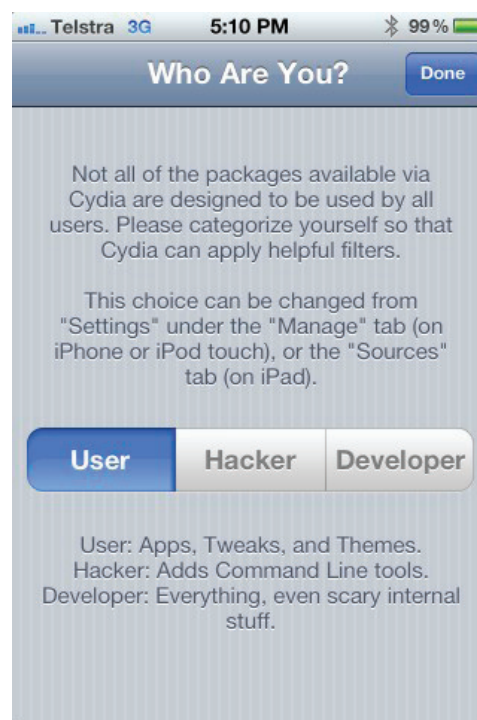 Telstra 3G 5:10 PM 99%
Who Are You? Done
Not all of the packages available via
Cydia are designed to be used by all
users. Please categorize yourself so that
Cydia can apply helpful filters.
This choice can be changed from
"Settings" under the "Manage" tab (on
iPhone or iPod touch), or the "Sources"
tab (on iPad).
User Hacker Developer
User: Apps, Tweaks, and Themes.
Hacker: Adds Command Line tools.
Developer: Everything, even scary internal
stuff.